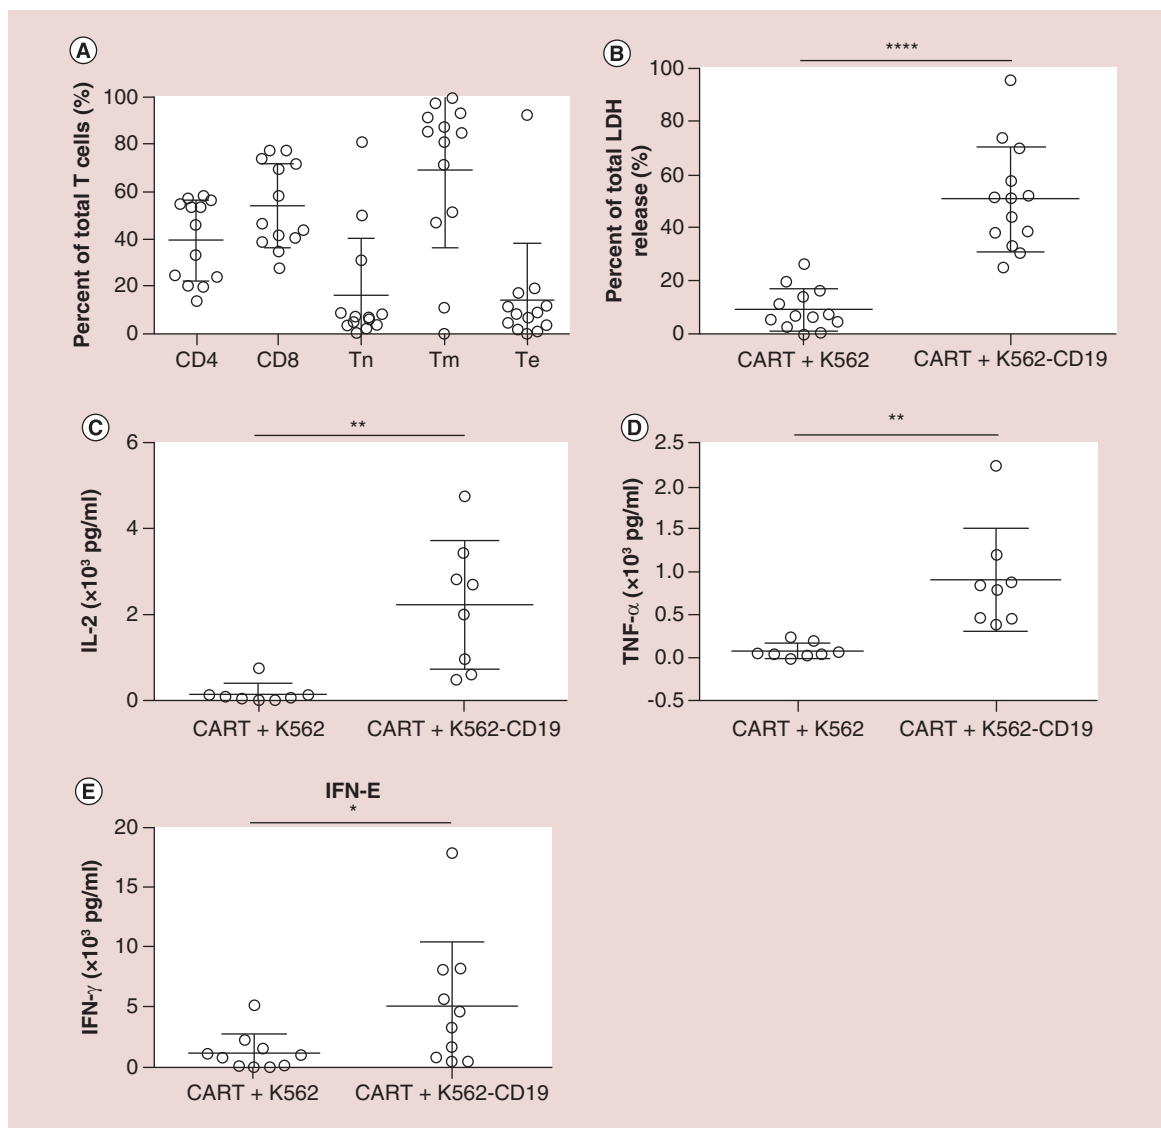 A
Percent of total T cells (%)
100
80
60
40
20
0
CD4 CD8 Tn Tm Te
B
****
Percent of total LDH
release (%)
100
80
60
40
20
0
CART + K562 CART + K562-CD19
C
**
IL-2 (×10³ pg/ml)
6
4
2
0
CART + K562 CART + K562-CD19
D
**
TNF-α (×10³ pg/ml)
2.5
2.0
1.5
1.0
0.5
0.0
-0.5
CART + K562 CART + K562-CD19
E
IFN-E
*
IFN-γ (×10³ pg/ml)
20
15
10
5
0
CART + K562 CART + K562-CD19